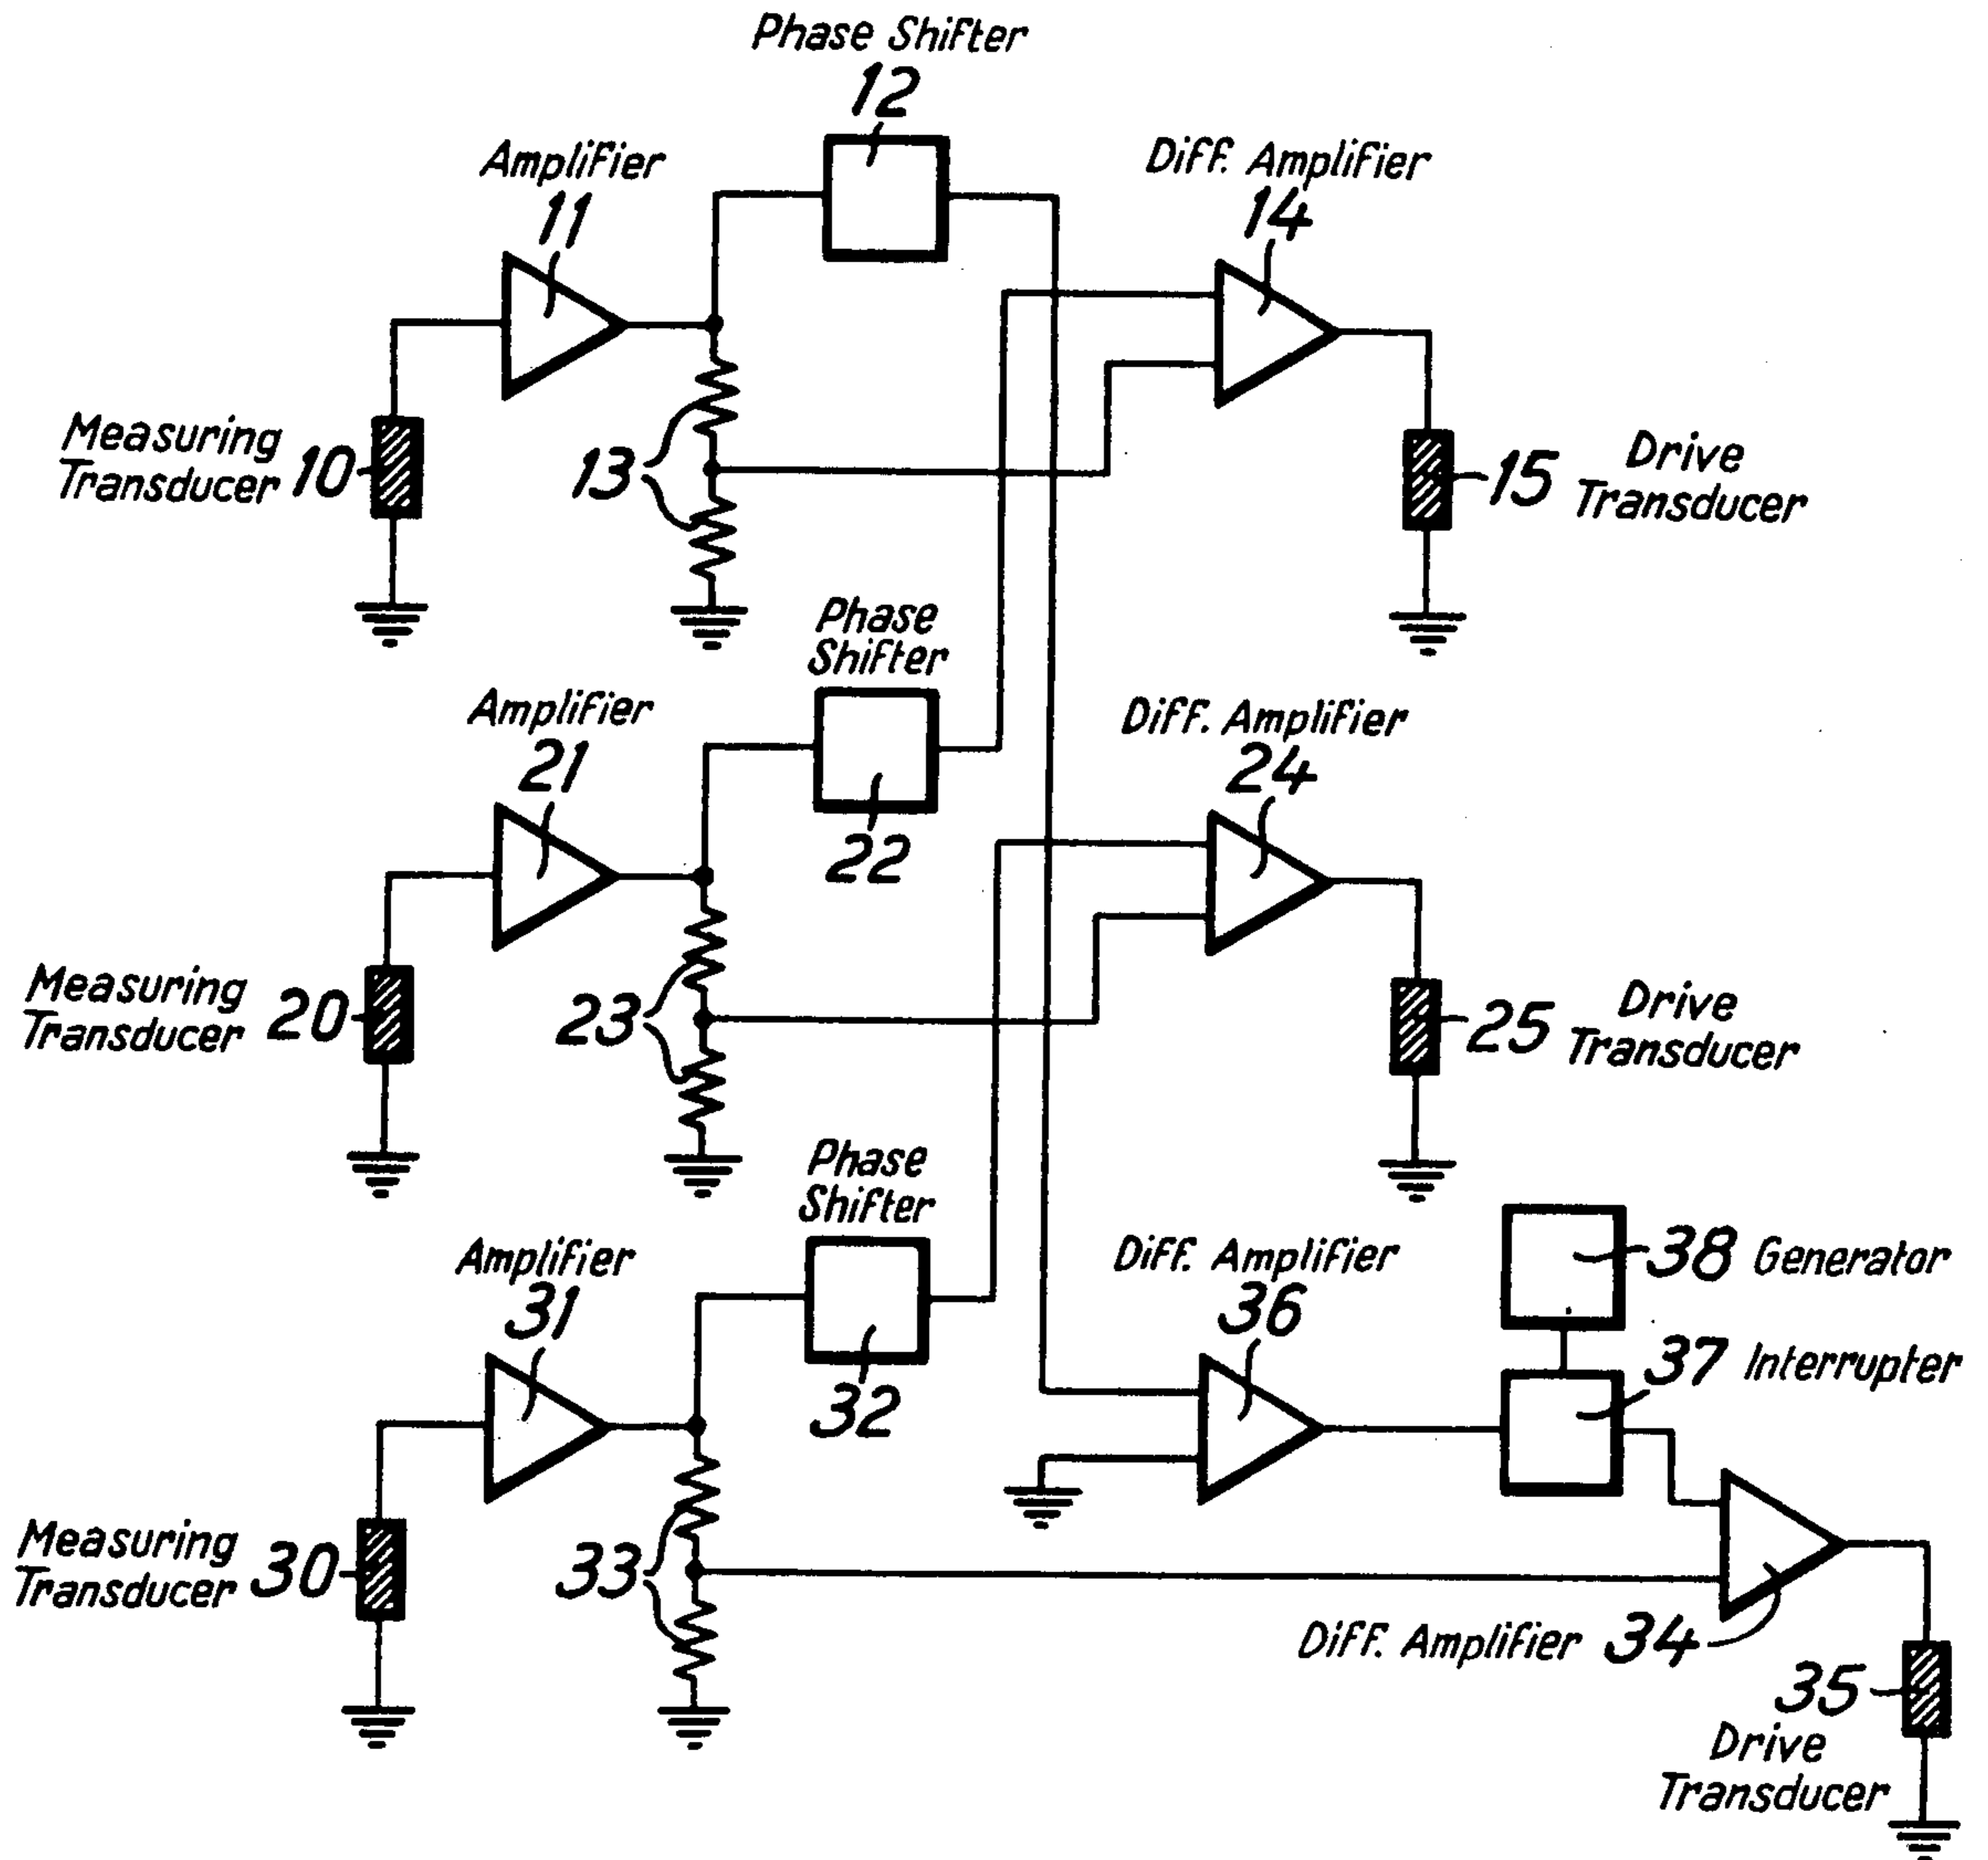 Phase Shifter
12
Amplifier
11
Diff. Amplifier
14
Measuring
Transducer 10
13
15 Drive
Transducer
Phase
Shifter
22
Amplifier
21
Diff. Amplifier
24
Measuring
Transducer 20
23
25 Drive
Transducer
Phase
Shifter
32
Amplifier
31
Diff. Amplifier
36
38 Generator
37 Interrupter
Measuring
Transducer 30
33
Diff. Amplifier 34
35
Drive
Transducer